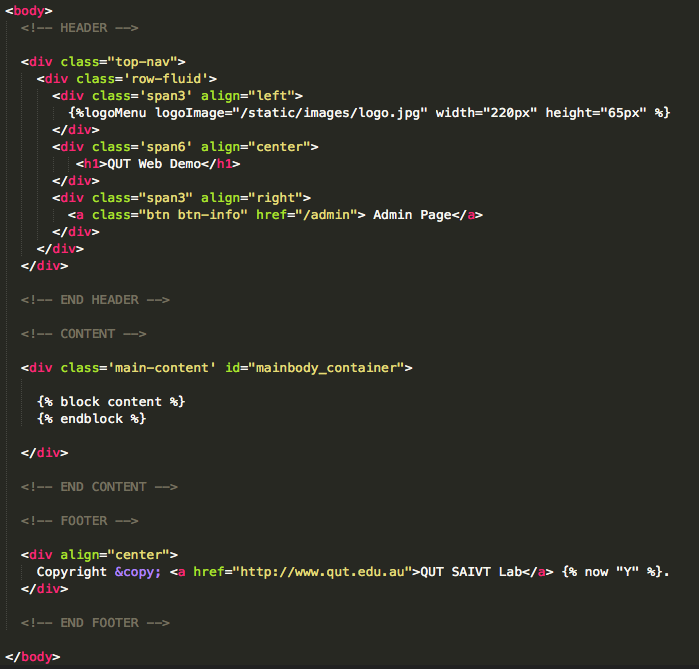 <body>
<!-- HEADER -->
<div class="top-nav">
<div class='row-fluid'>
<div class='span3" align="left">
{%logoMenu logoImage="/static/images/logo.jpg" width="220px" height="65px" %}
</div>
<div class='span6' align="center">
<h1>QUT Web Demo</h1>
</div>
<div class="span3" align="right">
<a class="btn btn-info" href="/admin"> Admin Page</a>
</div>
</div>
</div>
<!-- END HEADER -->
<!-- CONTENT -->
<div class='main-content' id="mainbody_container">
{% block content %}
{% endblock %}
</div>
<!-- END CONTENT -->
<!-- FOOTER -->
<div align="center">
Copyright &copy; <a href="http://www.qut.edu.au">QUT SAIVT Lab</a> {% now "Y" %}.
</div>
<!-- END FOOTER -->
</body>